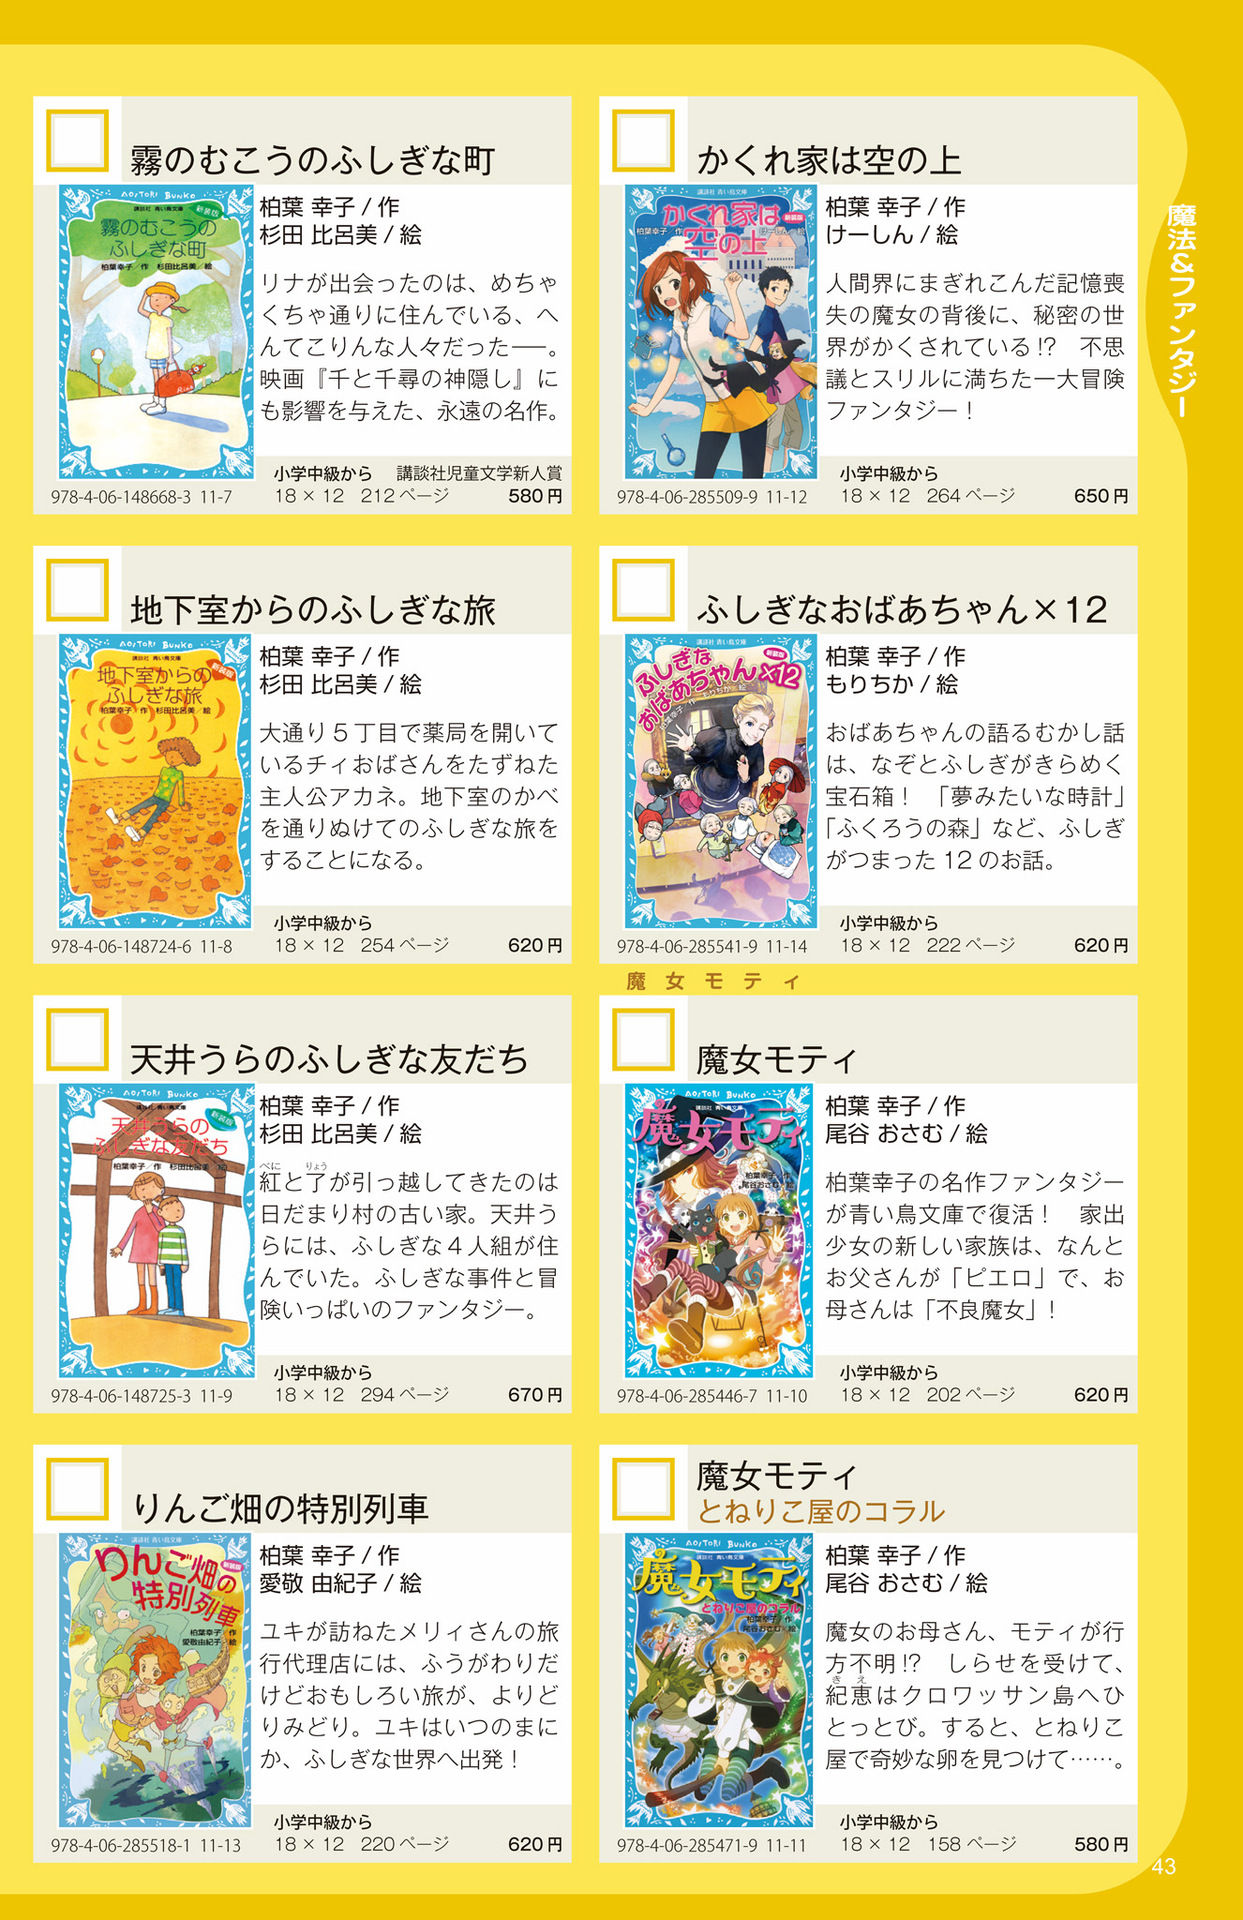 魔法&ファンタジー
霧のむこうのふしぎな町
AOITORI BUNKO
講談社 青い鳥文庫
新装版
霧のむこうの
ふしぎな町
柏葉幸子/作 杉田比呂美/絵
柏葉 幸子 / 作
杉田 比呂美 / 絵
リナが出会ったのは、めちゃ
くちゃ通りに住んでいる、へ
んてこりんな人々だった──。
映画『千と千尋の神隠し』に
も影響を与えた、永遠の名作。
小学中級から 講談社児童文学新人賞
978-4-06-148668-3 11-7 18×12 212ページ 580円
かくれ家は空の上
講談社 青い鳥文庫
かくれ家は
空の上
新装版
柏葉幸子 作 けーしん/絵
柏葉 幸子 / 作
けーしん / 絵
人間界にまぎれこんだ記憶喪
失の魔女の背後に、秘密の世
界がかくされている!? 不思
議とスリルに満ちた一大冒険
ファンタジー！
小学中級から
978-4-06-285509-9 11-12 18×12 264ページ 650円
地下室からのふしぎな旅
AOITORI BUNKO
講談社 青い鳥文庫
新装版
地下室からの
ふしぎな旅
柏葉幸子/作 杉田比呂美/絵
柏葉 幸子 / 作
杉田 比呂美 / 絵
大通り５丁目で薬局を開いて
いるチィおばさんをたずねた
主人公アカネ。地下室のかべ
を通りぬけてのふしぎな旅を
することになる。
小学中級から
978-4-06-148724-6 11-8 18×12 254ページ 620円
ふしぎなおばあちゃん×12
講談社 青い鳥文庫
新装版
ふしぎな
おばあちゃん×12
柏葉 幸子 / 作
もりちか / 絵
おばあちゃんの語るむかし話
は、なぞとふしぎがきらめく
宝石箱！ 「夢みたいな時計」
「ふくろうの森」など、ふしぎ
がつまった12のお話。
小学中級から
978-4-06-285541-9 11-14 18×12 222ページ 620円
天井うらのふしぎな友だち
AOITORI BUNKO
講談社 青い鳥文庫
新装版
天井うらの
ふしぎな友だち
柏葉幸子/作 杉田比呂美/絵
柏葉 幸子 / 作
杉田 比呂美 / 絵
べに りょう
紅と了が引っ越してきたのは
日だまり村の古い家。天井う
らには、ふしぎな４人組が住
んでいた。ふしぎな事件と冒
険いっぱいのファンタジー。
小学中級から
978-4-06-148725-3 11-9 18×12 294ページ 670円
魔女モティ
魔女モティ
AOITORI BUNKO
講談社 青い鳥文庫
魔女モティ
柏葉幸子/作
尾谷おさむ/絵
柏葉 幸子 / 作
尾谷 おさむ / 絵
柏葉幸子の名作ファンタジー
が青い鳥文庫で復活！ 家出
少女の新しい家族は、なんと
お父さんが「ピエロ」で、お
母さんは「不良魔女」！
小学中級から
978-4-06-285446-7 11-10 18×12 202ページ 620円
りんご畑の特別列車
講談社 青い鳥文庫
りんご畑の
特別列車
新装版
柏葉幸子 作
愛敬由紀子 絵
柏葉 幸子 / 作
愛敬 由紀子 / 絵
ユキが訪ねたメリィさんの旅
行代理店には、ふうがわりだ
けどおもしろい旅が、よりど
りみどり。ユキはいつのまに
か、ふしぎな世界へ出発！
小学中級から
978-4-06-285518-1 11-13 18×12 220ページ 620円
魔女モティ
とねりこ屋のコラル
AOITORI BUNKO
講談社 青い鳥文庫
魔女モティ
とねりこ屋のコラル
柏葉幸子/作
尾谷おさむ/絵
柏葉 幸子 / 作
尾谷 おさむ / 絵
魔女のお母さん、モティが行
方不明!? しらせを受けて、
きえ
紀恵はクロワッサン島へひ
とっとび。すると、とねりこ
屋で奇妙な卵を見つけて……。
小学中級から
978-4-06-285471-9 11-11 18×12 158ページ 580円
43